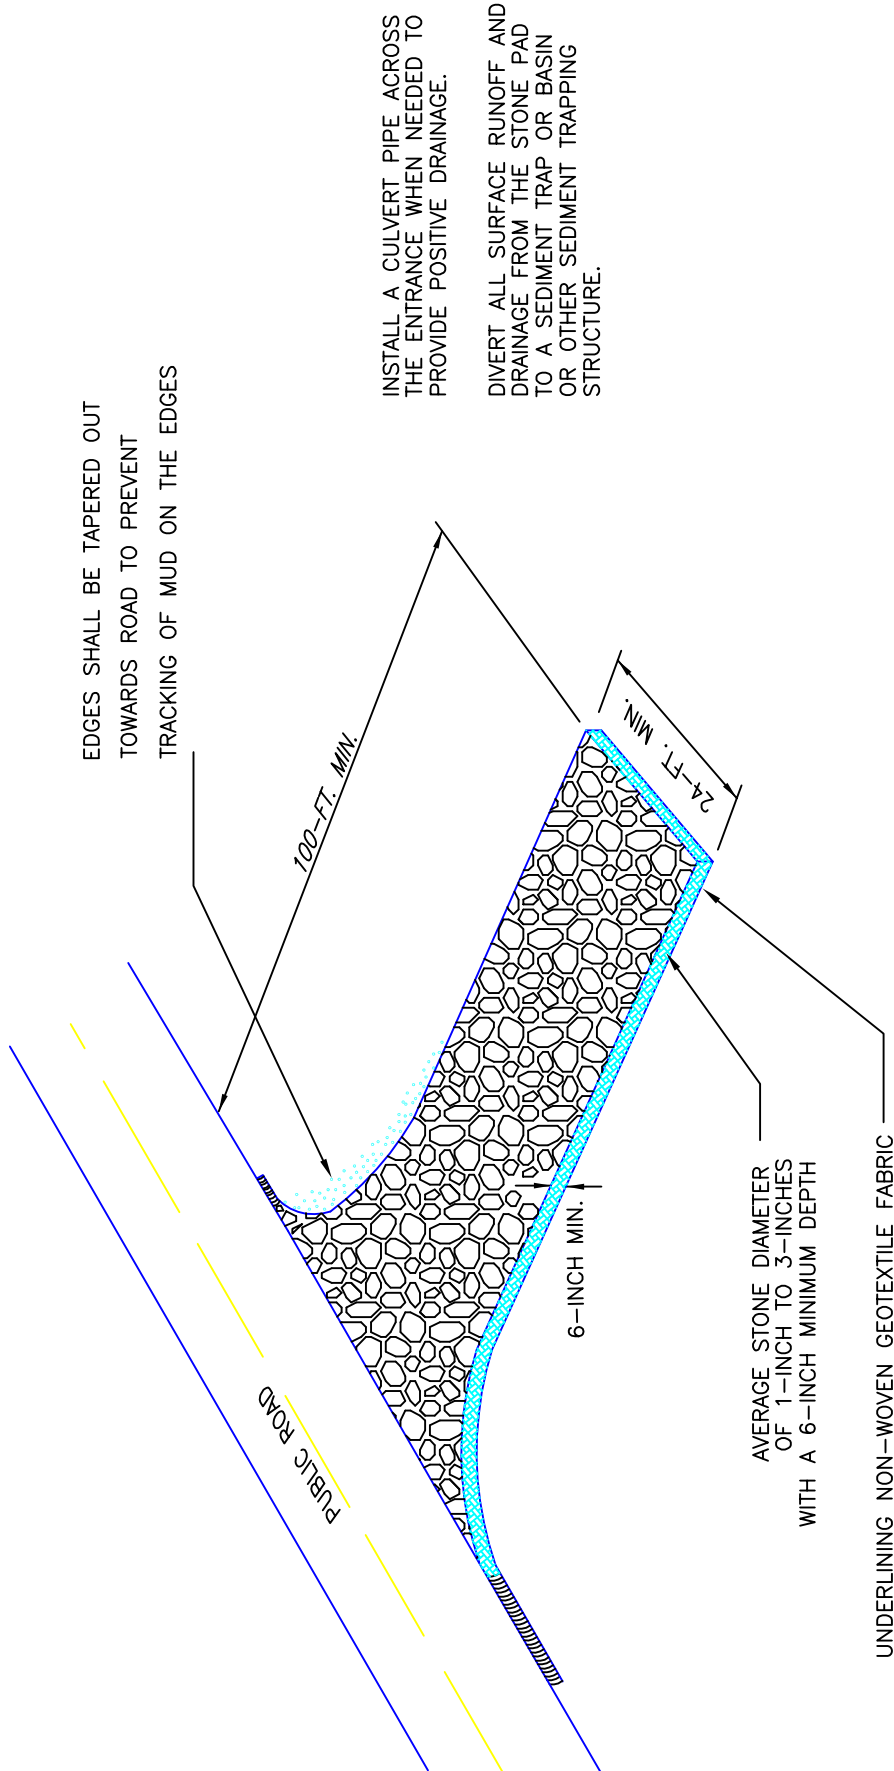 EDGES SHALL BE TAPERED OUT
TOWARDS ROAD TO PREVENT
TRACKING OF MUD ON THE EDGES
100-FT. MIN.
PUBLIC ROAD
INSTALL A CULVERT PIPE ACROSS
THE ENTRANCE WHEN NEEDED TO
PROVIDE POSITIVE DRAINAGE.
DIVERT ALL SURFACE RUNOFF AND
DRAINAGE FROM THE STONE PAD
TO A SEDIMENT TRAP OR BASIN
OR OTHER SEDIMENT TRAPPING
STRUCTURE.
24-FT. MIN.
6-INCH MIN.
AVERAGE STONE DIAMETER
OF 1-INCH TO 3-INCHES
WITH A 6-INCH MINIMUM DEPTH
UNDERLINING NON-WOVEN GEOTEXTILE FABRIC